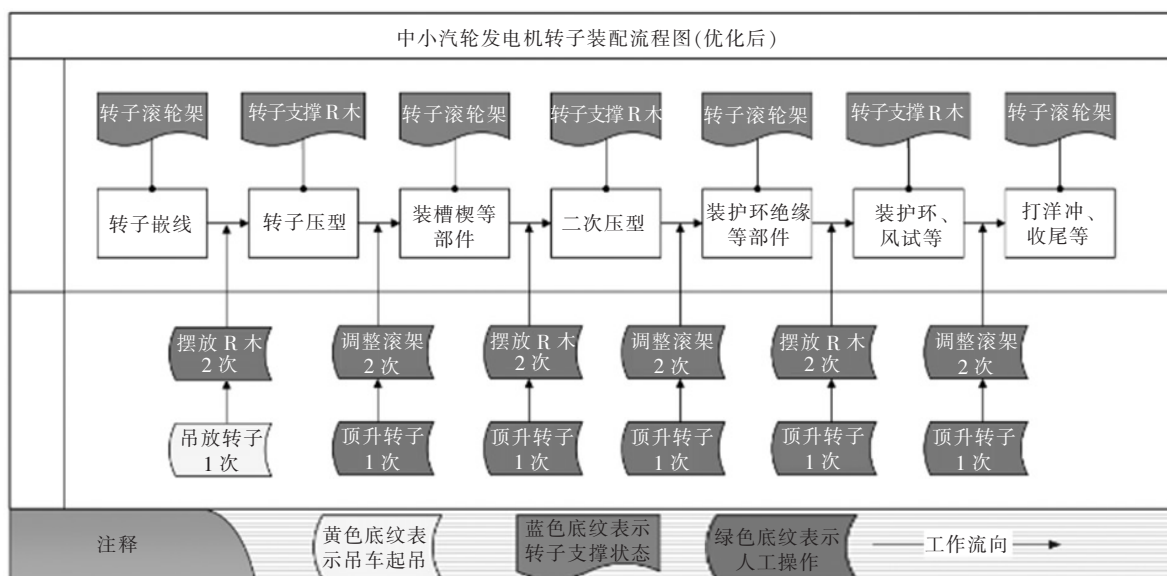 中小汽轮发电机转子装配流程图(优化后)
转子滚轮架
转子支撑R木
转子滚轮架
转子支撑R木
转子滚轮架
转子支撑R木
转子滚轮架
转子嵌线
转子压型
装槽楔等
部件
二次压型
装护环绝缘
等部件
装护环、
风试等
打洋冲、
收尾等
摆放R木
2次
调整滚架
2次
摆放R木
2次
调整滚架
2次
摆放R木
2次
调整滚架
2次
吊放转子
1次
顶升转子
1次
顶升转子
1次
顶升转子
1次
顶升转子
1次
顶升转子
1次
注释
黄色底纹表
示吊车起吊
蓝色底纹表示
转子支撑状态
绿色底纹表示
人工操作
工作流向